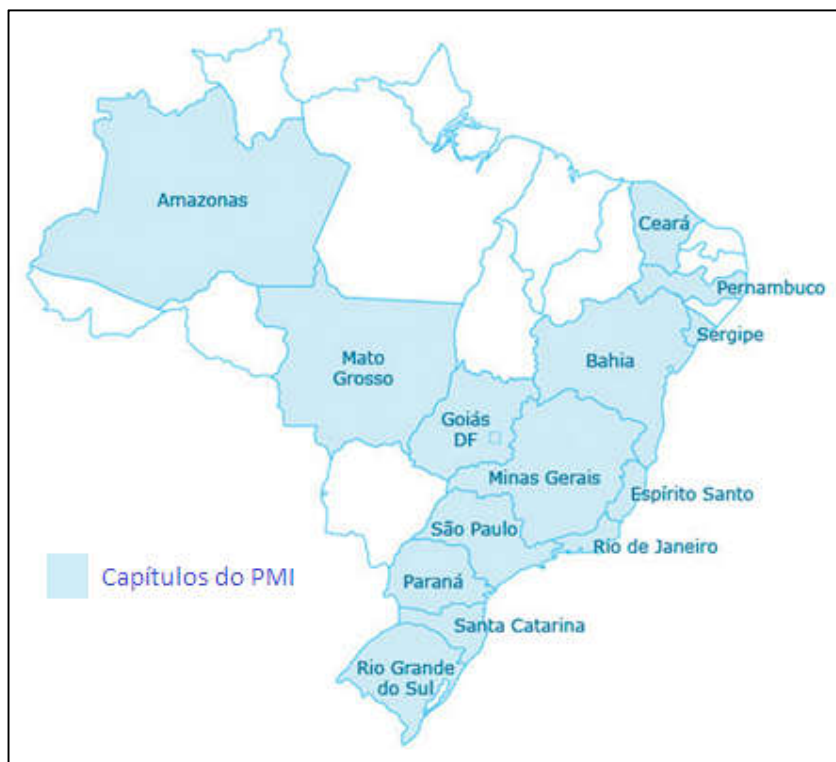 Amazonas
Ceará
Pernambuco
Sergipe
Bahia
Mato
Grosso
Goiás
DF
Minas Gerais
Espírito Santo
São Paulo
Rio de Janeiro
Capítulos do PMI
Paraná
Santa Catarina
Rio Grande
do Sul